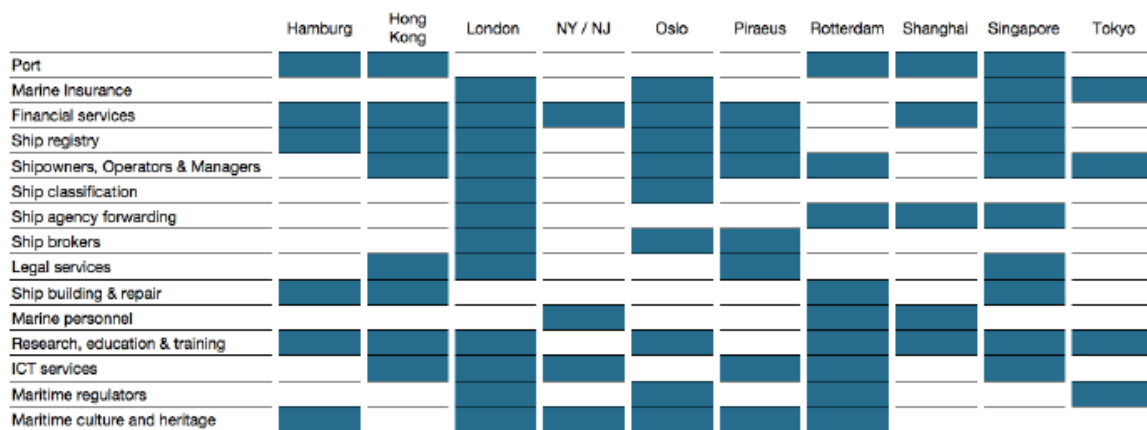 Hamburg Hong Kong London NY / NJ Oslo Piraeus Rotterdam Shanghai Singapore Tokyo
Port
Marine Insurance
Financial services
Ship registry
Shipowners, Operators & Managers
Ship classification
Ship agency forwarding
Ship brokers
Legal services
Ship building & repair
Marine personnel
Research, education & training
ICT services
Maritime regulators
Maritime culture and heritage